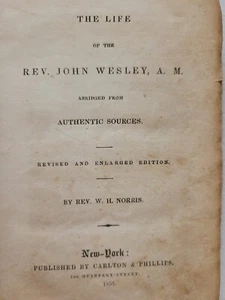 THE LIFE
OF THE
REV. JOHN WESLEY, A. M.
ABRIDGED FROM
AUTHENTIC SOURCES.
REVISED AND ENLARGED EDITION.
BY REV. W. H. NORRIS.
New-York:
PUBLISHED BY CARLTON & PHILLIPS,
200 MULBERRY-STREET.